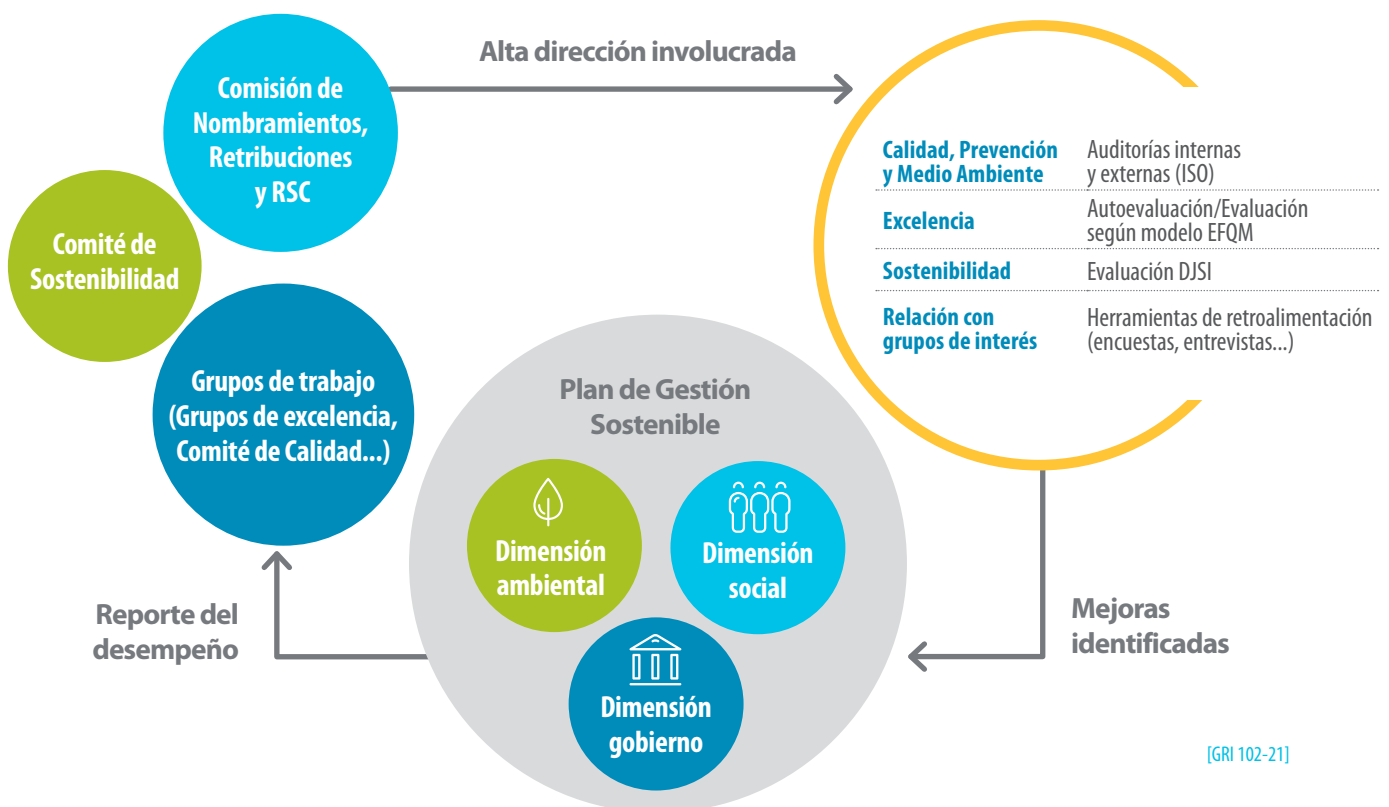 Alta dirección involucrada
Comisión de
Nombramientos,
Retribuciones
y RSC
Comité de
Sostenibilidad
Grupos de trabajo
(Grupos de excelencia,
Comité de Calidad...)
Calidad, Prevención
y Medio Ambiente
Auditorías internas
y externas (ISO)
Excelencia
Autoevaluación/Evaluación
según modelo EFQM
Sostenibilidad
Evaluación DJSI
Relación con
grupos de interés
Herramientas de retroalimentación
(encuestas, entrevistas...)
Plan de Gestión
Sostenible
Dimensión
ambiental
Dimensión
social
Dimensión
gobierno
Reporte del
desempeño
Mejoras
identificadas
[GRI 102-21]